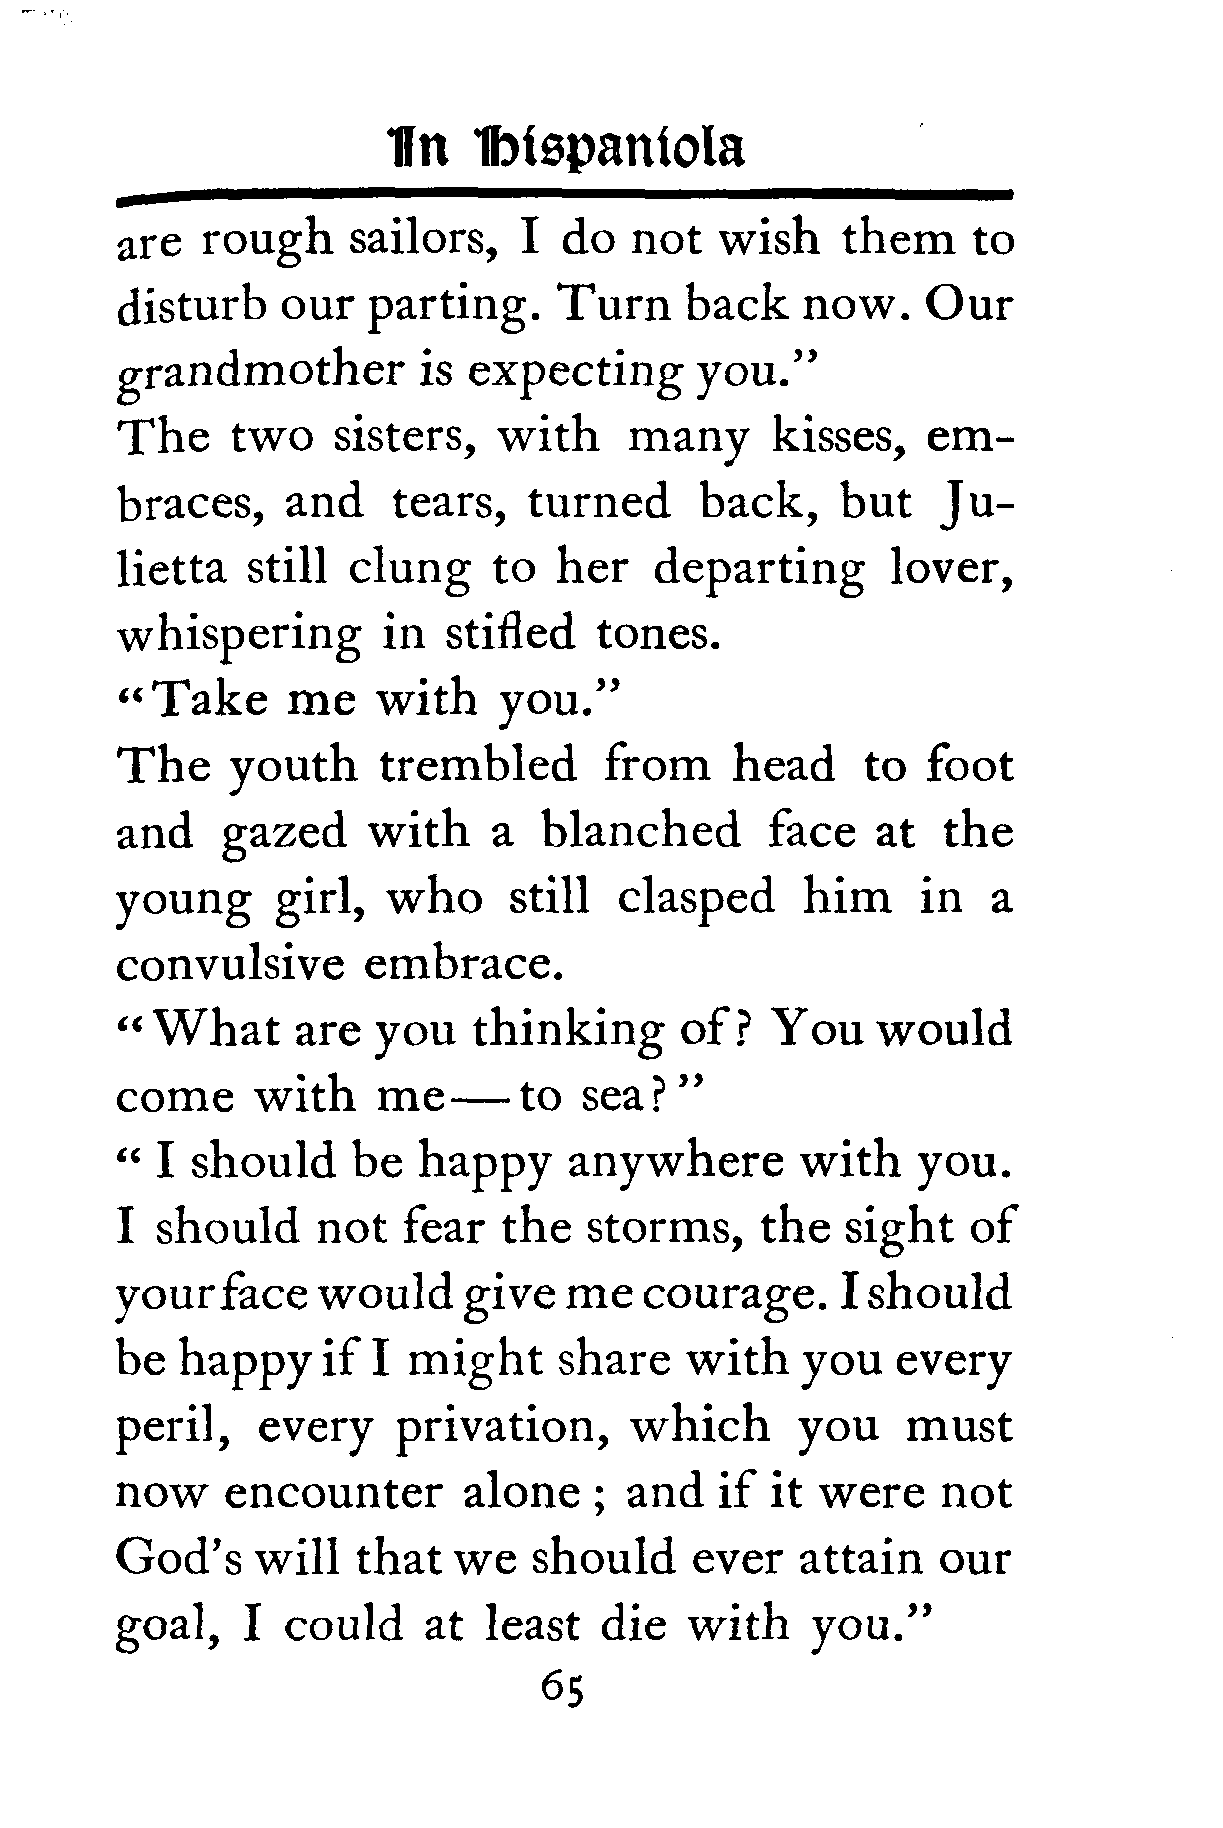 In Hispaniola
are rough sailors, I do not wish them to
disturb our parting. Turn back now. Our
grandmother is expecting you.”
The two sisters, with many kisses, em-
braces, and tears, turned back, but Ju-
lietta still clung to her departing lover,
whispering in stifled tones.
“Take me with you.”
The youth trembled from head to foot
and gazed with a blanched face at the
young girl, who still clasped him in a
convulsive embrace.
“What are you thinking of? You would
come with me—to sea?”
“I should be happy anywhere with you.
I should not fear the storms, the sight of
your face would give me courage. I should
be happy if I might share with you every
peril, every privation, which you must
now encounter alone; and if it were not
God’s will that we should ever attain our
goal, I could at least die with you.”
65